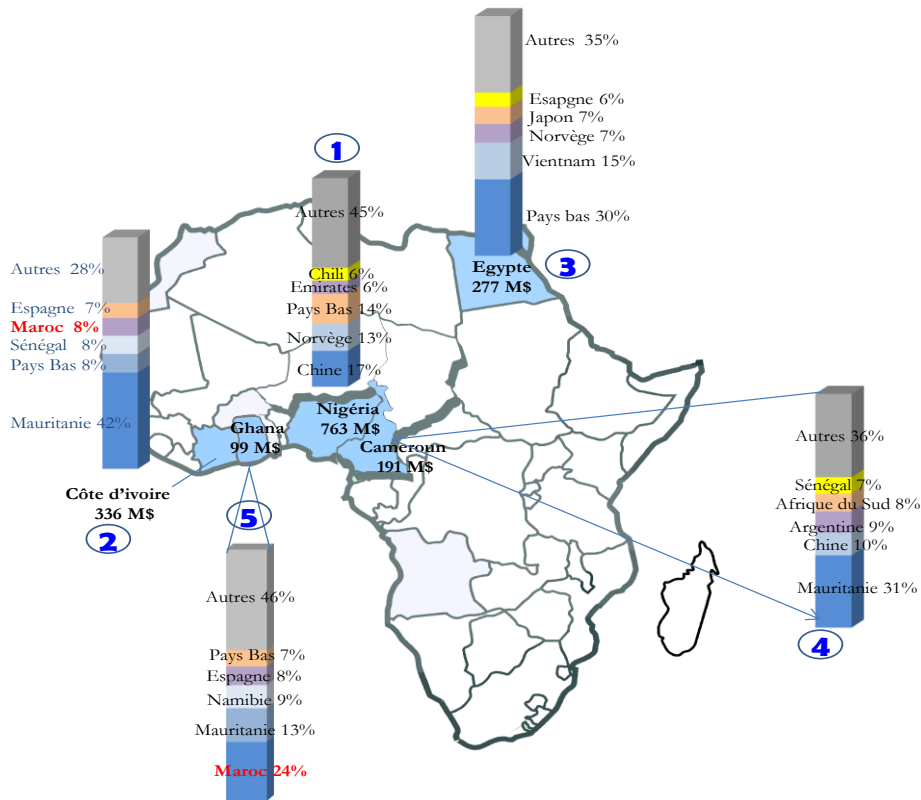 Autres 35%
Esapgne 6%
Japon 7%
Norvège 7%
Vientnam 15%
Pays bas 30%
Egypte
277 M$
3
1
Autres 45%
Chili 6%
Emirates 6%
Pays Bas 14%
Norvège 13%
Chine 17%
Nigéria
763 M$
Autres 28%
Espagne 7%
Maroc 8%
Sénégal 8%
Pays Bas 8%
Mauritanie 42%
Côte d'ivoire
336 M$
2
Ghana
99 M$
5
Autres 46%
Pays Bas 7%
Espagne 8%
Namibie 9%
Mauritanie 13%
Maroc 24%
Cameroun
191 M$
Autres 36%
Sénégal 7%
Afrique du Sud 8%
Argentine 9%
Chine 10%
Mauritanie 31%
4